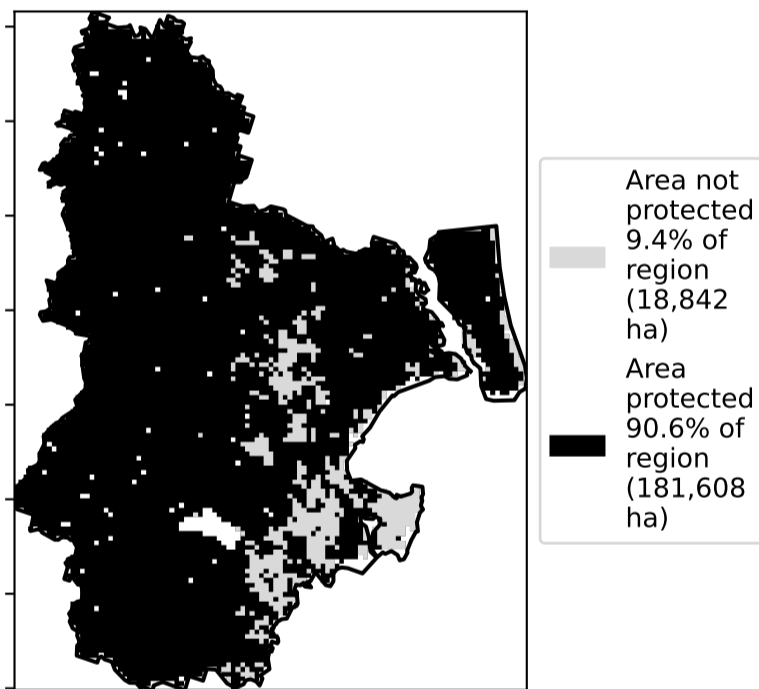 Area not
protected
9.4% of
region
(18,842
ha)
Area
protected
90.6% of
region
(181,608
ha)